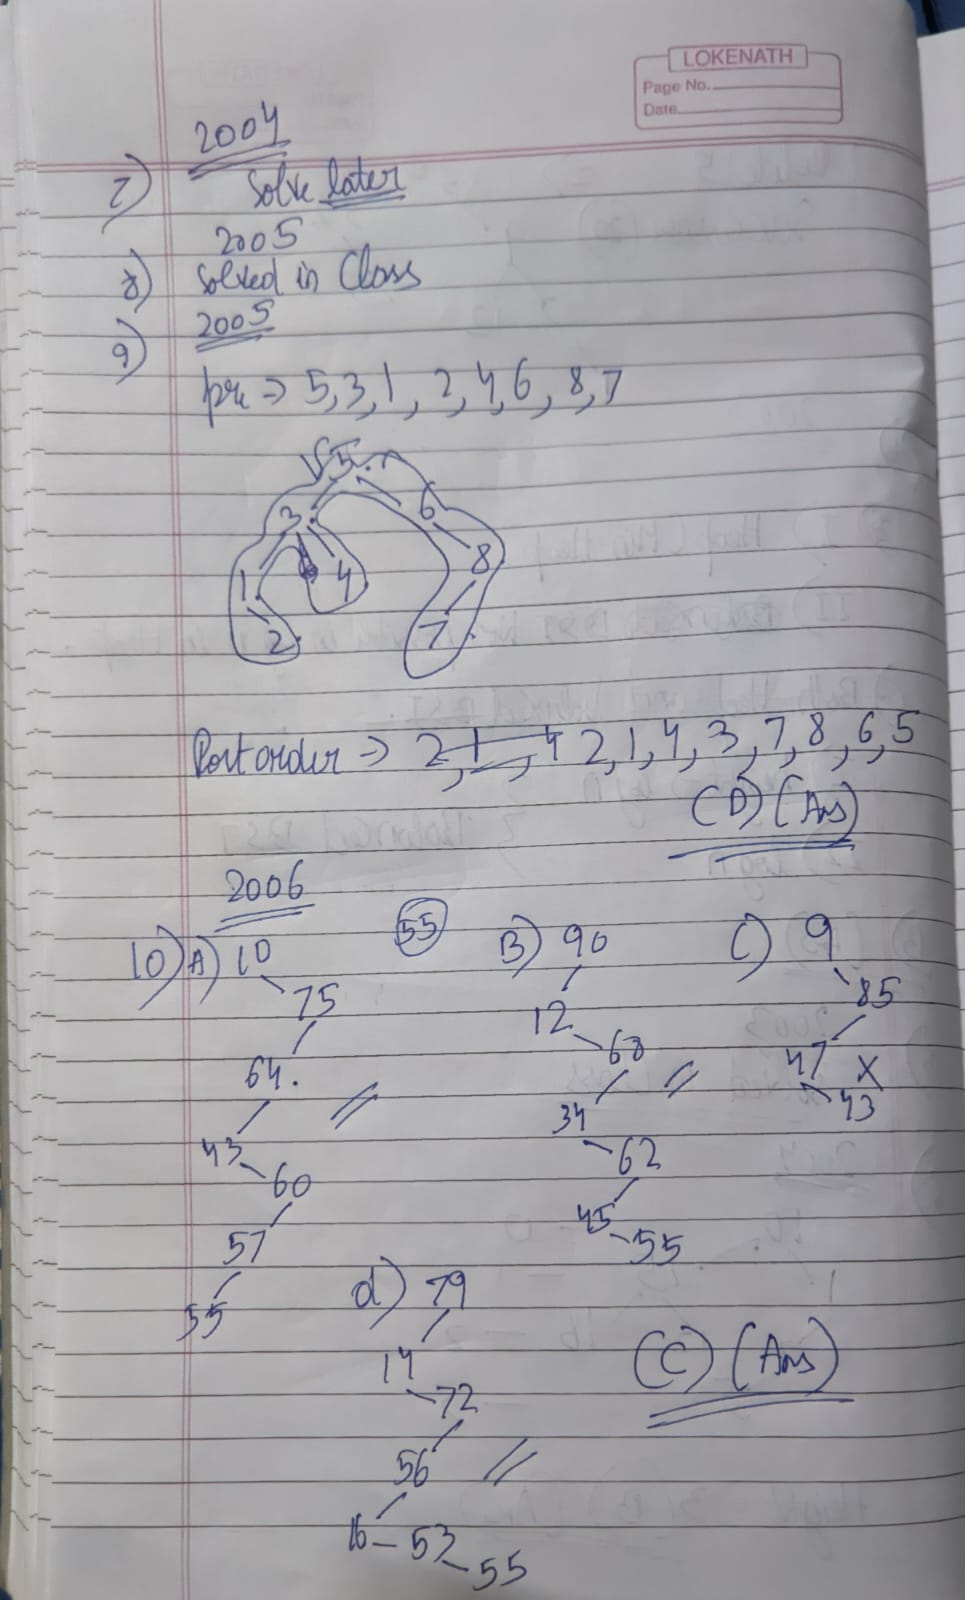 LOKENATH
Page No.
Date
2004
7) Solve later
2005
8) Solved in Class
2005
9)
pre => 5,3,1,2,4,6,8,7
5
3 6
1 4 8
2 7
Post order => 2,1,4 2,1,4,3,7,8,6,5
(D) (Ans)
2006
10) A) 10 55 B) 90 C) 9
75 12 85
64. 68 47 X
43 34 43
60 62
57 45 55
55 d) 79
14 (C) (Ans)
72
56
16 53
55